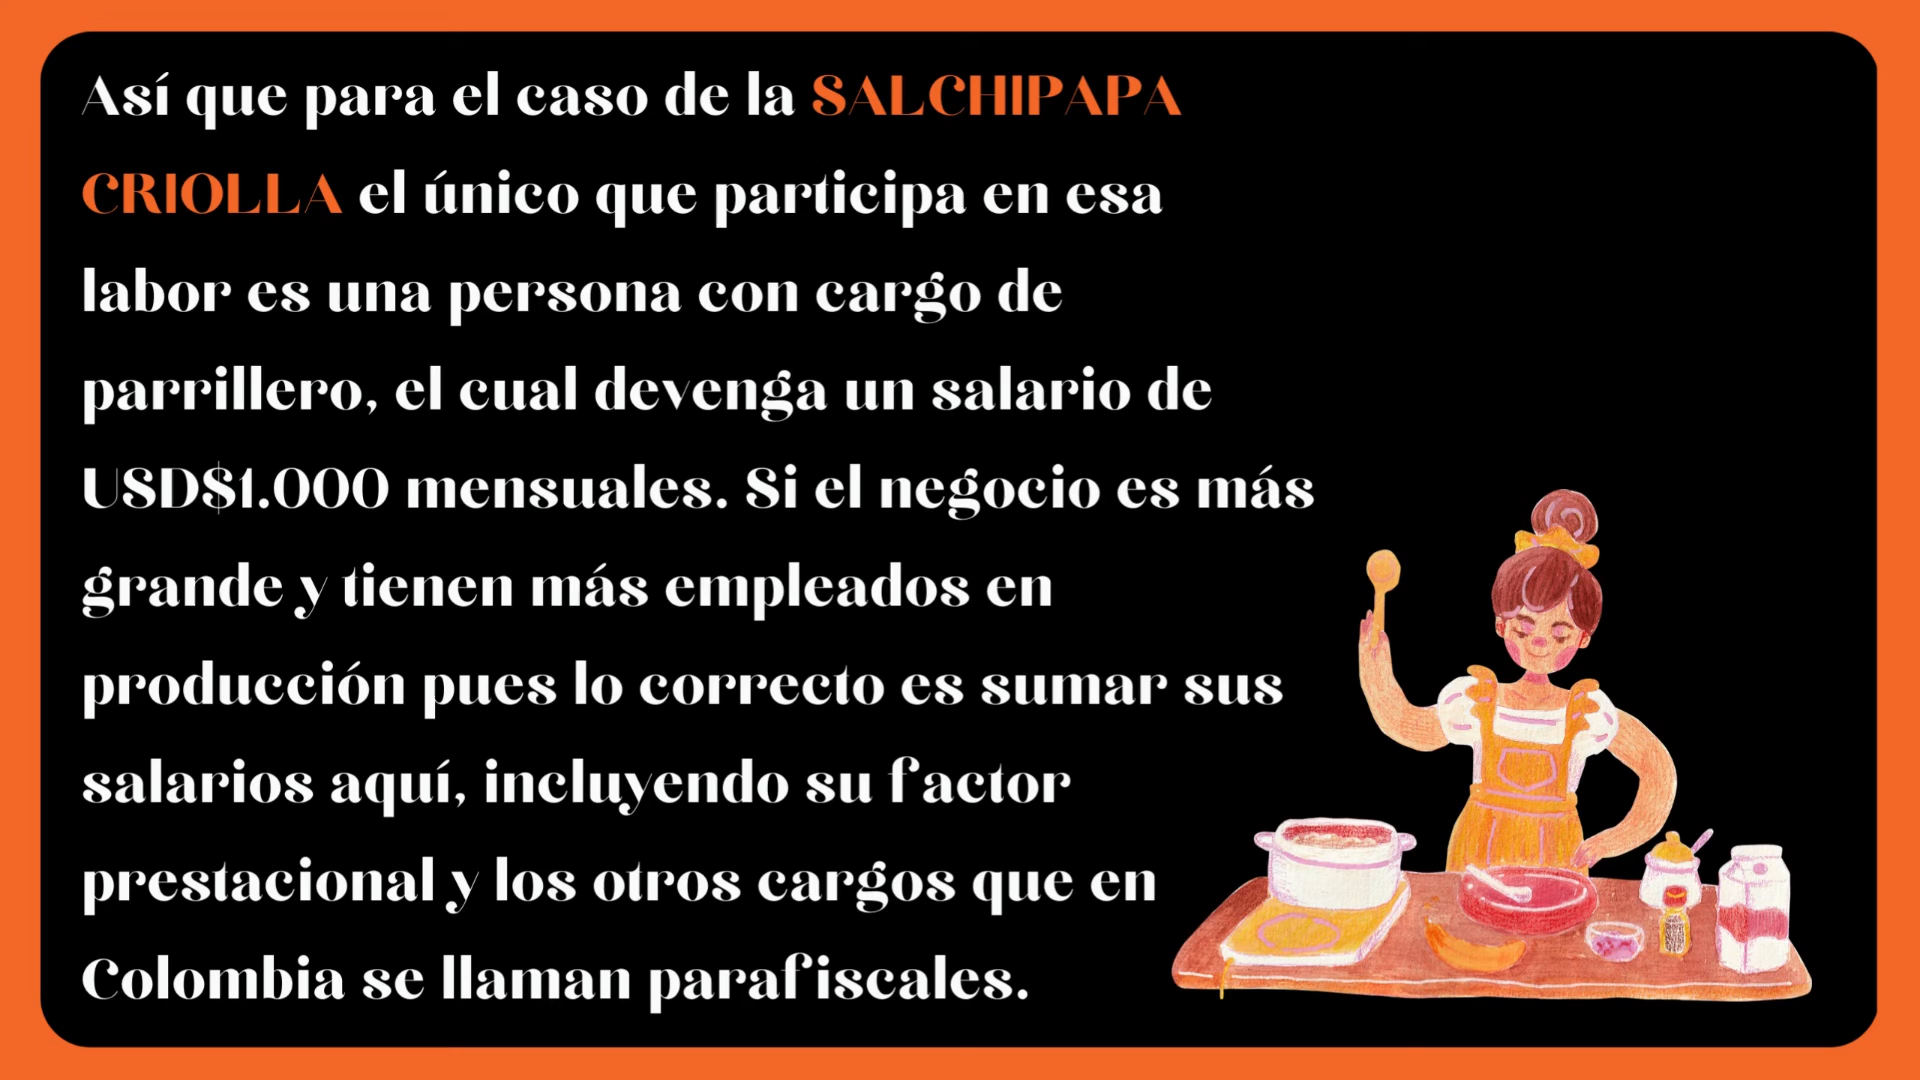 Así que para el caso de la SALCHIPAPA
CRIOLLA el único que participa en esa
labor es una persona con cargo de
parrillero, el cual devenga un salario de
USD$1.000 mensuales. Si el negocio es más
grande y tienen más empleados en
producción pues lo correcto es sumar sus
salarios aquí, incluyendo su factor
prestacional y los otros cargos que en
Colombia se llaman parafiscales.